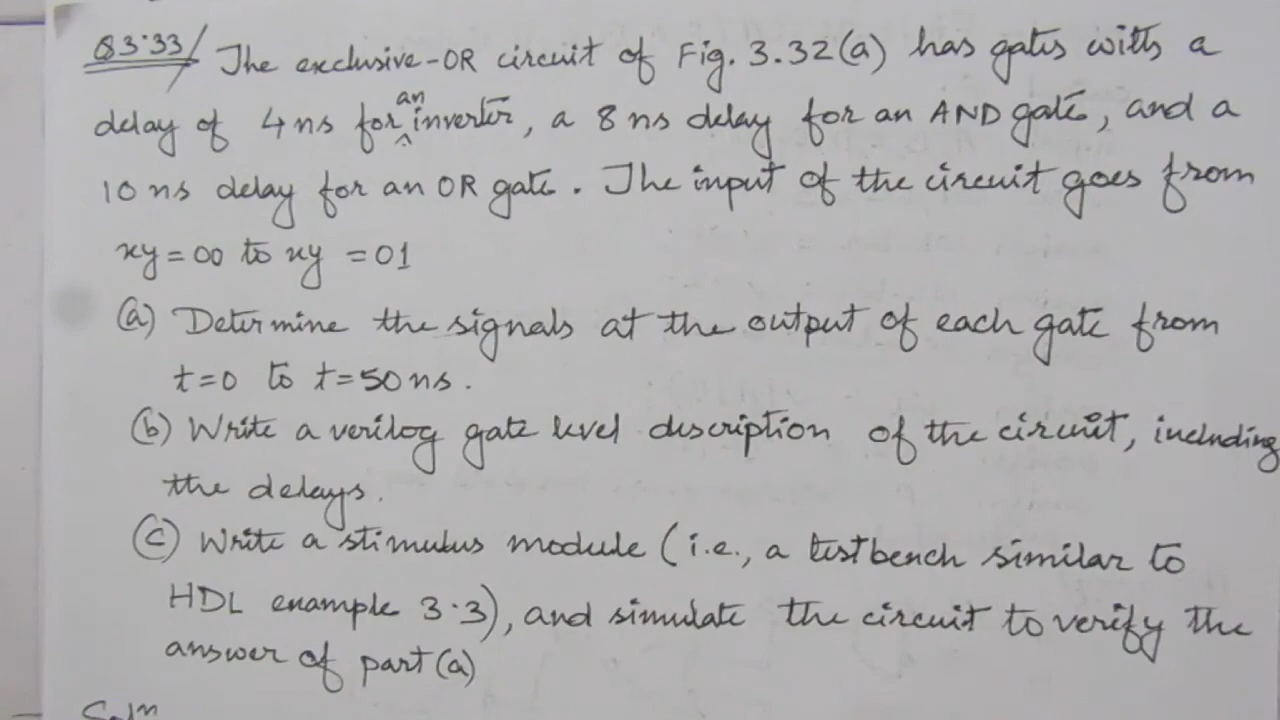 Q3.33/ The exclusive-OR circuit of Fig. 3.32(a) has gates with a
delay of 4 ns for an inverter, a 8 ns delay for an AND gate, and a
10 ns delay for an OR gate. The input of the circuit goes from
xy = 00 to xy = 01
(a) Determine the signals at the output of each gate from
t=0 to t=50 ns.
(b) Write a verilog gate level description of the circuit, including
the delays.
(c) Write a stimulus module (i.e., a testbench similar to
HDL example 3.3), and simulate the circuit to verify the
answer of part (a)
Solⁿ